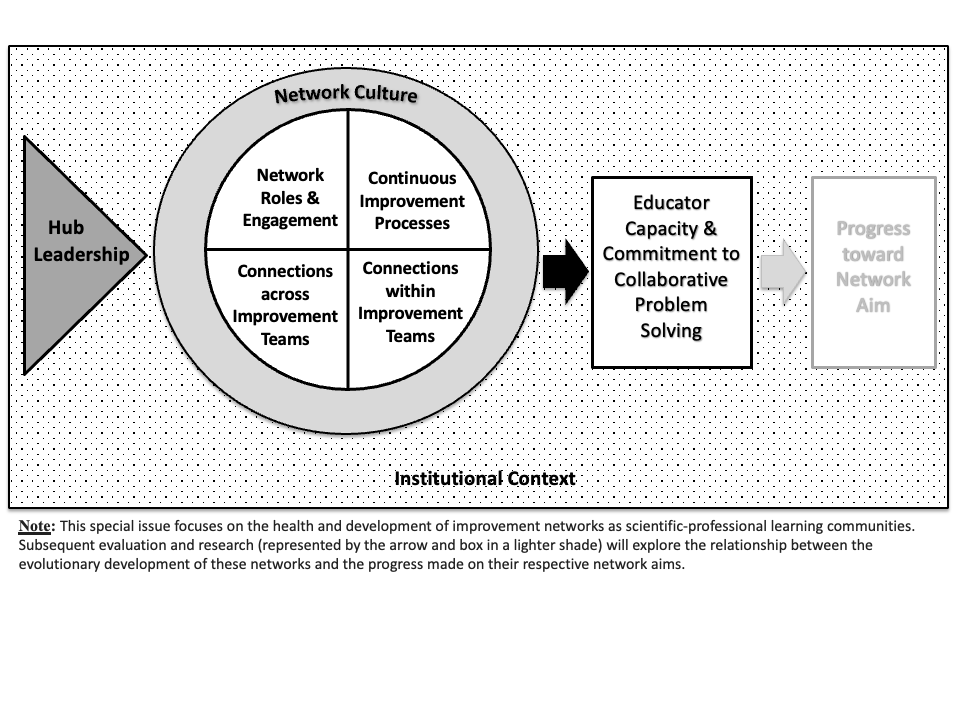 Network Culture
Hub
Leadership
Network
Roles &
Engagement
Continuous
Improvement
Processes
Connections
across
Improvement
Teams
Connections
within
Improvement
Teams
Educator
Capacity &
Commitment to
Collaborative
Problem
Solving
Progress
toward
Network
Aim
Institutional Context
Note: This special issue focuses on the health and development of improvement networks as scientific-professional learning communities.
Subsequent evaluation and research (represented by the arrow and box in a lighter shade) will explore the relationship between the
evolutionary development of these networks and the progress made on their respective network aims.